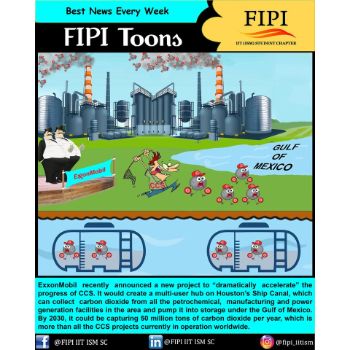 Best News Every Week
FIPI
IIT (ISM) STUDENT CHAPTER
FIPI Toons
GULF
OF
MEXICO
ExxonMobil
ExxonMobil recently announced a new project to "dramatically accelerate" the
progress of CCS. It would create a multi-user hub on Houston's Ship Canal, which
can collect carbon dioxide from all the petrochemical, manufacturing and power
generation facilities in the area and pump it into storage under the Gulf of Mexico.
By 2030, it could be capturing 50 million tons of carbon dioxide per year, which is
more than all the CCS projects currently in operation worldwide.
@FIPI IIT ISM SC
@FIPI IIT ISM SC
@fipi_iitism